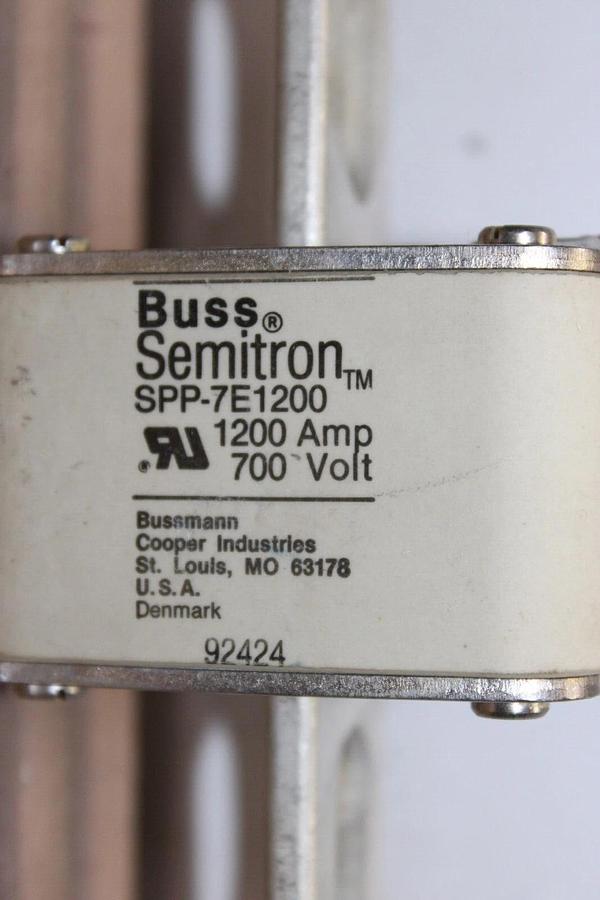 Buss®
Semitron™
SPP-7E1200
1200 Amp
700 Volt
Bussmann
Cooper Industries
St. Louis, MO 63178
U.S.A.
Denmark
92424